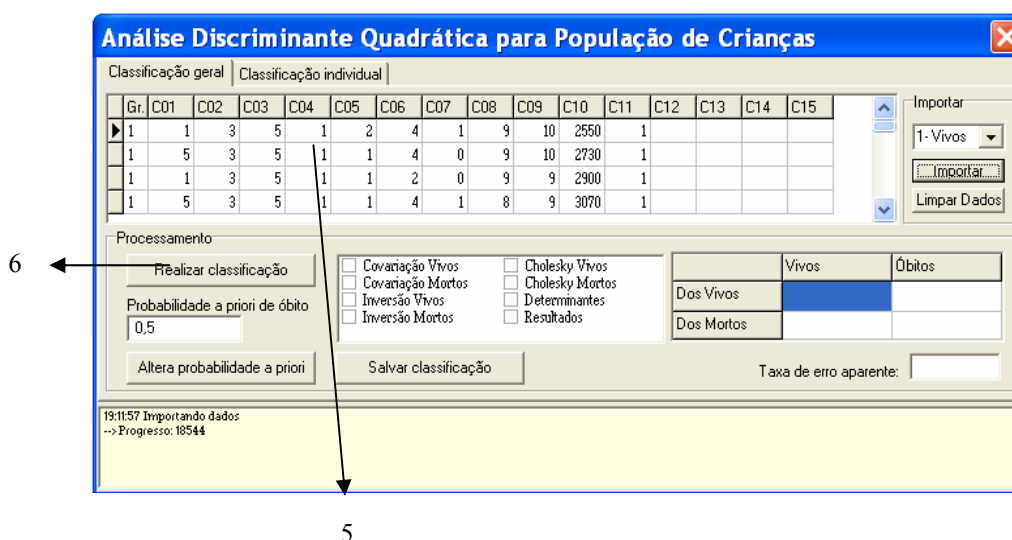 Análise Discriminante Quadrática para População de Crianças
Classificação geral Classificação individual
Gr. C01 C02 C03 C04 C05 C06 C07 C08 C09 C10 C11 C12 C13 C14 C15
1 1 3 5 1 2 4 1 9 10 2550 1
1 5 3 5 1 1 4 0 9 10 2730 1
1 1 3 5 1 1 2 0 9 9 2900 1
1 5 3 5 1 1 4 1 8 9 3070 1
Importar
1- Vivos
Importar
Limpar Dados
Processamento
6
Realizar classificação
Probabilidade a priori de óbito
0,5
Altera probabilidade a priori
Covariação Vivos
Covariação Mortos
Inversão Vivos
Inversão Mortos
Cholesky Vivos
Cholesky Mortos
Determinantes
Resultados
Salvar classificação
Vivos Óbitos
Dos Vivos
Dos Mortos
Taxa de erro aparente:
19:11:57 Importando dados
--> Progresso: 18544
5